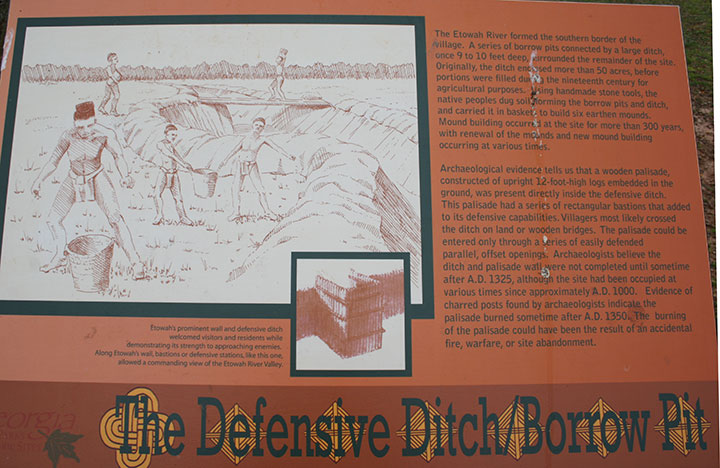 The Etowah River formed the southern border of the
village. A series of borrow pits connected by a large ditch,
once 9 to 10 feet deep, surrounded the remainder of the site.
Originally, the ditch enclosed more than 50 acres, before
portions were filled during the nineteenth century for
agricultural purposes. Using handmade stone tools, the
native peoples dug soil, forming the borrow pits and ditch,
and carried it in baskets to build six earthen mounds.
Mound building occurred at the site for more than 300 years,
with renewal of the mounds and new mound building
occurring at various times.
Archaeological evidence tells us that a wooden palisade,
constructed of upright 12-foot-high logs embedded in the
ground, was present directly inside the defensive ditch.
This palisade had a series of rectangular bastions that added
to its defensive capabilities. Villagers most likely crossed
the ditch on land or wooden bridges. The palisade could be
entered only through a series of easily defended
parallel, offset openings. Archaeologists believe the
ditch and palisade wall were not completed until sometime
after A.D. 1325, although the site had been occupied at
various times since approximately A.D. 1000. Evidence of
charred posts found by archaeologists indicate the
palisade burned sometime after A.D. 1350. The burning
of the palisade could have been the result of an accidental
fire, warfare, or site abandonment.
Etowah's prominent wall and defensive ditch
welcomed visitors and residents while
demonstrating its strength to approaching enemies.
Along Etowah's wall, bastions or defensive stations, like this one,
allowed a commanding view of the Etowah River Valley.
The Defensive Ditch/Borrow Pit